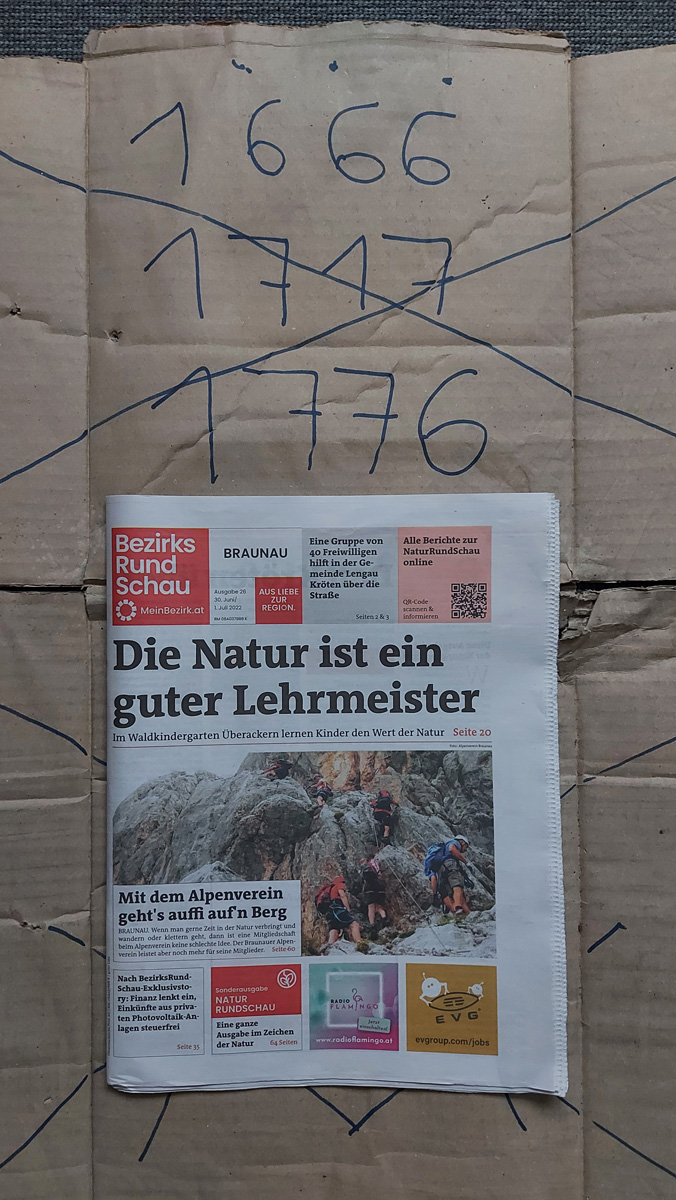 1666
1717
1776
Bezirks
Rund
Schau
MeinBezirk.at
BRAUNAU
Ausgabe 26
30. Juni/
1. Juli 2022
AUS LIEBE
ZUR
REGION.
Eine Gruppe von
40 Freiwilligen
hilft in der Ge-
meinde Lengau
Kröten über die
Straße
Seiten 2 & 3
Alle Berichte zur
NaturRundSchau
online
QR-Code
scannen &
informieren
Die Natur ist ein
guter Lehrmeister
Im Waldkindergarten Überackern lernen Kinder den Wert der Natur Seite 20
Foto: Alpenverein Braunau
Mit dem Alpenverein
geht's auffi auf'n Berg
BRAUNAU. Wenn man gerne Zeit in der Natur verbringt und
wandern oder klettern geht, dann ist eine Mitgliedschaft
beim Alpenverein keine schlechte Idee. Der Braunauer Alpen-
verein leistet aber noch mehr für seine Mitglieder. Seite 60
Nach BezirksRund-
Schau-Exklusivsto-
ry: Finanz lenkt ein,
Einkünfte aus priva-
ten Photovoltaik-An-
lagen steuerfrei
Seite 35
Sonderausgabe
NATUR
RUNDSCHAU
Eine ganze
Ausgabe im Zeichen
der Natur
64 Seiten
RADIO
FLAMINGO
Jetzt
einschalten!
www.radioflamingo.at
EVG
evgroup.com/jobs